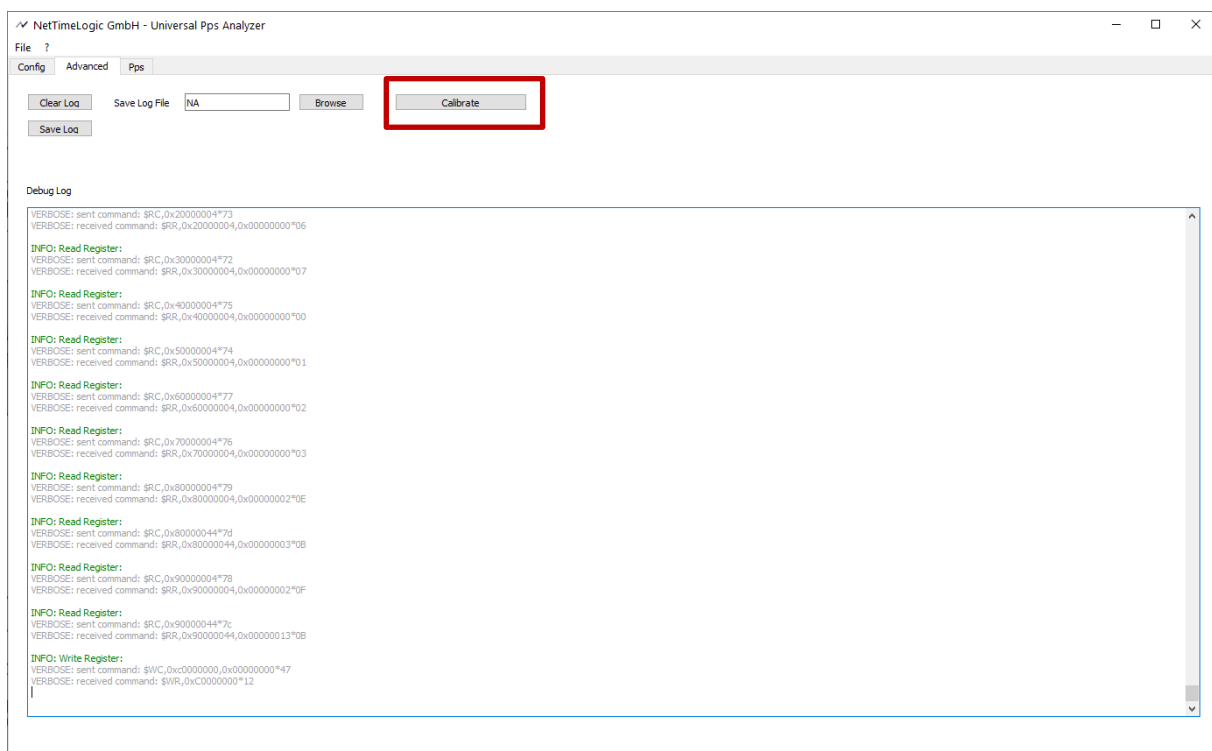 NetTimeLogic GmbH - Universal Pps Analyzer
File ?
Config Advanced Pps
Clear Log Save Log File NA Browse Calibrate
Save Log
Debug Log
VERBOSE: sent command: $RC,0x20000004*73
VERBOSE: received command: $RR,0x20000004,0x00000000*06
INFO: Read Register:
VERBOSE: sent command: $RC,0x30000004*72
VERBOSE: received command: $RR,0x30000004,0x00000000*07
INFO: Read Register:
VERBOSE: sent command: $RC,0x40000004*75
VERBOSE: received command: $RR,0x40000004,0x00000000*00
INFO: Read Register:
VERBOSE: sent command: $RC,0x50000004*74
VERBOSE: received command: $RR,0x50000004,0x00000000*01
INFO: Read Register:
VERBOSE: sent command: $RC,0x60000004*77
VERBOSE: received command: $RR,0x60000004,0x00000000*02
INFO: Read Register:
VERBOSE: sent command: $RC,0x70000004*76
VERBOSE: received command: $RR,0x70000004,0x00000000*03
INFO: Read Register:
VERBOSE: sent command: $RC,0x80000004*79
VERBOSE: received command: $RR,0x80000004,0x00000002*0E
INFO: Read Register:
VERBOSE: sent command: $RC,0x80000044*7d
VERBOSE: received command: $RR,0x80000044,0x00000003*0B
INFO: Read Register:
VERBOSE: sent command: $RC,0x90000004*78
VERBOSE: received command: $RR,0x90000004,0x00000002*0F
INFO: Read Register:
VERBOSE: sent command: $RC,0x90000044*7c
VERBOSE: received command: $RR,0x90000044,0x00000013*0B
INFO: Write Register:
VERBOSE: sent command: $WC,0xc0000000,0x00000000*47
VERBOSE: received command: $WR,0xC0000000*12